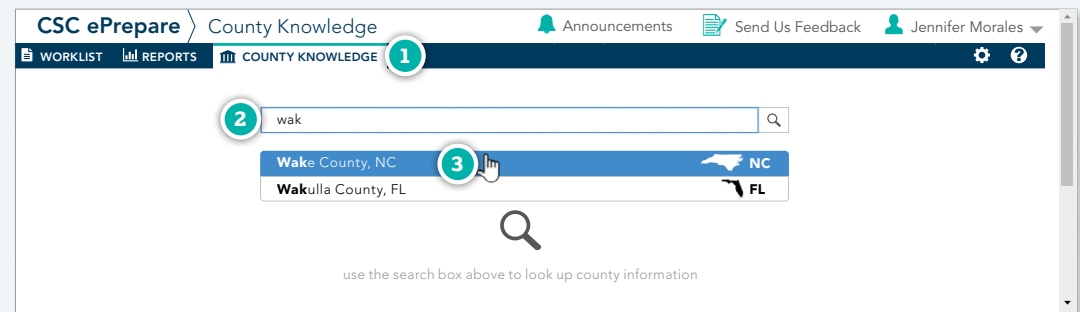 CSC ePrepare County Knowledge Announcements Send Us Feedback Jennifer Morales
WORKLIST REPORTS COUNTY KNOWLEDGE 1 ?
2 wak
Wake County, NC 3 NC
Wakulla County, FL FL
use the search box above to look up county information